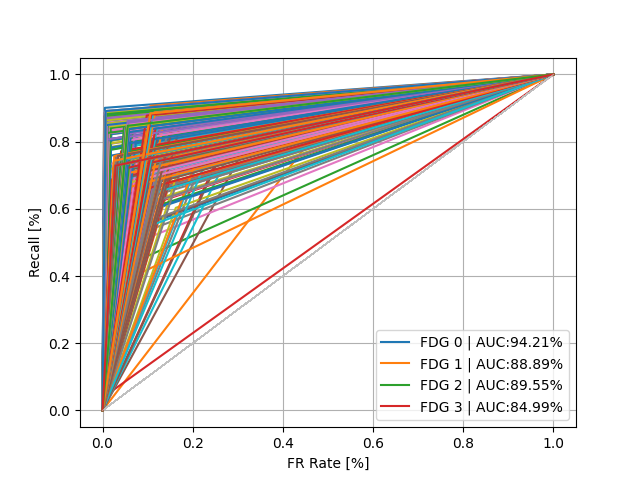 1.0
0.8
0.6
0.4
0.2
0.0
Recall [%]
0.0 0.2 0.4 0.6 0.8 1.0
FR Rate [%]
FDG 0 | AUC:94.21%
FDG 1 | AUC:88.89%
FDG 2 | AUC:89.55%
FDG 3 | AUC:84.99%